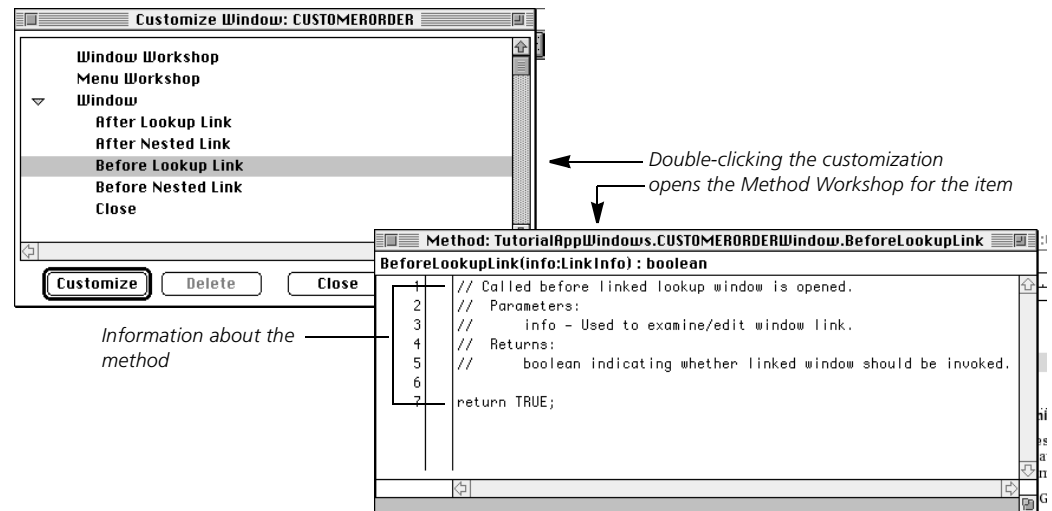 Customize Window: CUSTOMERORDER
Window Workshop
Menu Workshop
Window
After Lookup Link
After Nested Link
Before Lookup Link
Before Nested Link
Close
Customize Delete Close
Double-clicking the customization
opens the Method Workshop for the item
Information about the
method
Method: TutorialAppWindows.CUSTOMERORDERWindow.BeforeLookupLink
BeforeLookupLink(info:LinkInfo) : boolean
1 // Called before linked lookup window is opened.
2 // Parameters:
3 // info - Used to examine/edit window link.
4 // Returns:
5 // boolean indicating whether linked window should be invoked.
6
7 return TRUE;